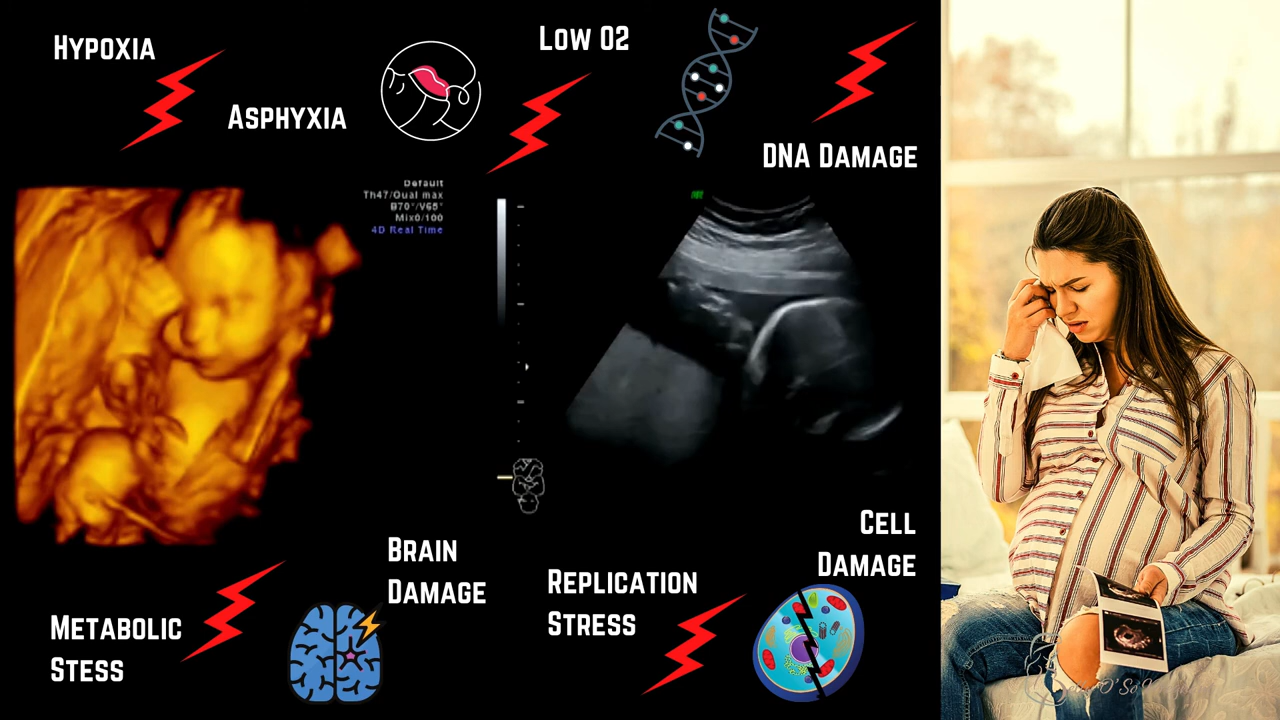 HYPOXIA
ASPHYXIA
LOW O2
DNA DAMAGE
Default
Th47/Qual max
B70°/V65°
Mix0/100
4D Real Time
BRAIN
DAMAGE
METABOLIC
STESS
REPLICATION
STRESS
CELL
DAMAGE